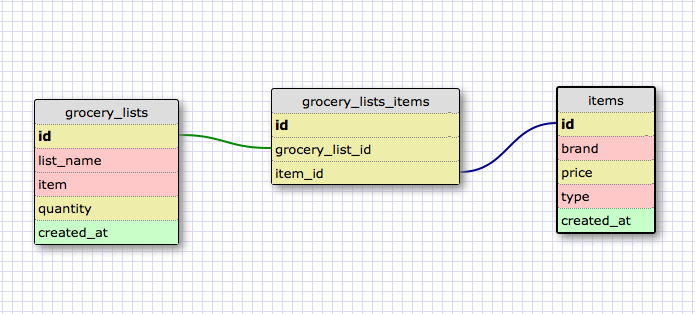 grocery_lists
id
list_name
item
quantity
created_at
grocery_lists_items
id
grocery_list_id
item_id
items
id
brand
price
type
created_at